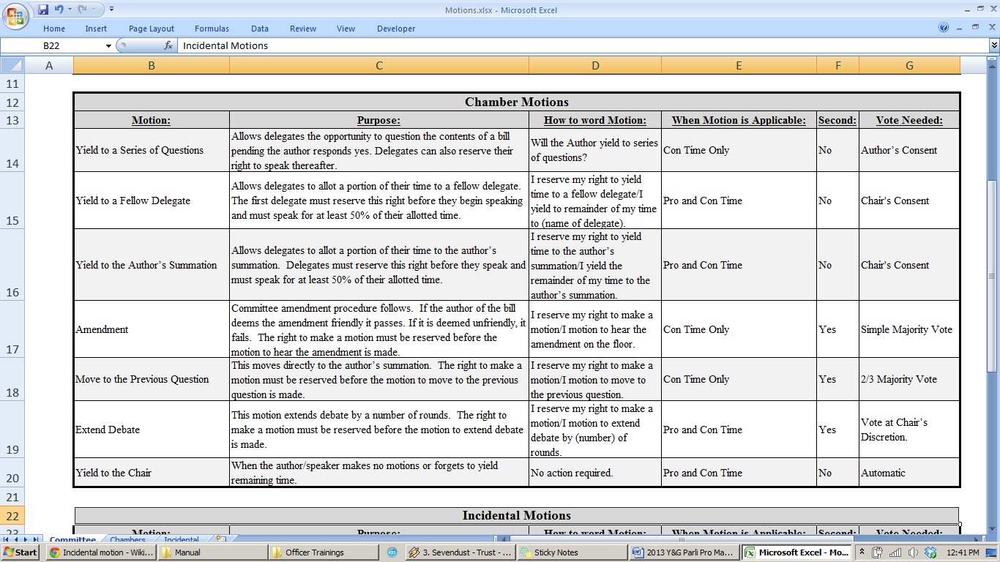 Motions.xlsx - Microsoft Excel
Home Insert Page Layout Formulas Data Review View Developer
B22 fx Incidental Motions
A B C D E F G
11
12 Chamber Motions
13 Motion: Purpose: How to word Motion: When Motion is Applicable: Second: Vote Needed:
14
Yield to a Series of Questions
Allows delegates the opportunity to question the contents of a bill
pending the author responds yes. Delegates can also reserve their
right to speak thereafter.
Will the Author yield to series
of questions?
Con Time Only
No
Author’s Consent
15
Yield to a Fellow Delegate
Allows delegates to allot a portion of their time to a fellow delegate.
The first delegate must reserve this right before they begin speaking
and must speak for at least 50% of their allotted time.
I reserve my right to yield
time to a fellow delegate/I
yield to remainder of my time
to (name of delegate).
Pro and Con Time
No
Chair's Consent
16
Yield to the Author’s Summation
Allows delegates to allot a portion of their time to the author’s
summation.  Delegates must reserve this right before they speak and
must speak for at least 50% of their allotted time.
I reserve my right to yield
time to the author’s
summation/I yield the
remainder of my time to the
author’s summation.
Pro and Con Time
No
Chair's Consent
17
Amendment
Committee amendment procedure follows.  If the author of the bill
deems the amendment friendly it passes. If it is deemed unfriendly, it
fails.  The right to make a motion must be reserved before the
motion to hear the amendment is made.
I reserve my right to make a
motion/I motion to hear the
amendment on the floor.
Con Time Only
Yes
Simple Majority Vote
18
Move to the Previous Question
This moves directly to the author’s summation.  The right to make a
motion must be reserved before the motion to move to the previous
question is made.
I reserve my right to make a
motion/I motion to move to
the previous question.
Con Time Only
Yes
2/3 Majority Vote
19
Extend Debate
This motion extends debate by a number of rounds.  The right to
make a motion must be reserved before the motion to extend debate
is made.
I reserve my right to make a
motion/I motion to extend
debate by (number) of
rounds.
Pro and Con Time
Yes
Vote at Chair’s
Discretion.
20
Yield to the Chair
When the author/speaker makes no motions or forgets to yield
remaining time.
No action required.
Pro and Con Time
No
Automatic
21
22 Incidental Motions
23 Motion: Purpose: How to word Motion: When Motion is Applicable: Second: Vote Needed:
Committee Chambers Incidental
Start Incidental motion - Wiki... Manual Officer Trainings 3. Sevendust - Trust - ... Sticky Notes 2013 Y&G Parli Pro Ma... Microsoft Excel - Mo... 12:41 PM